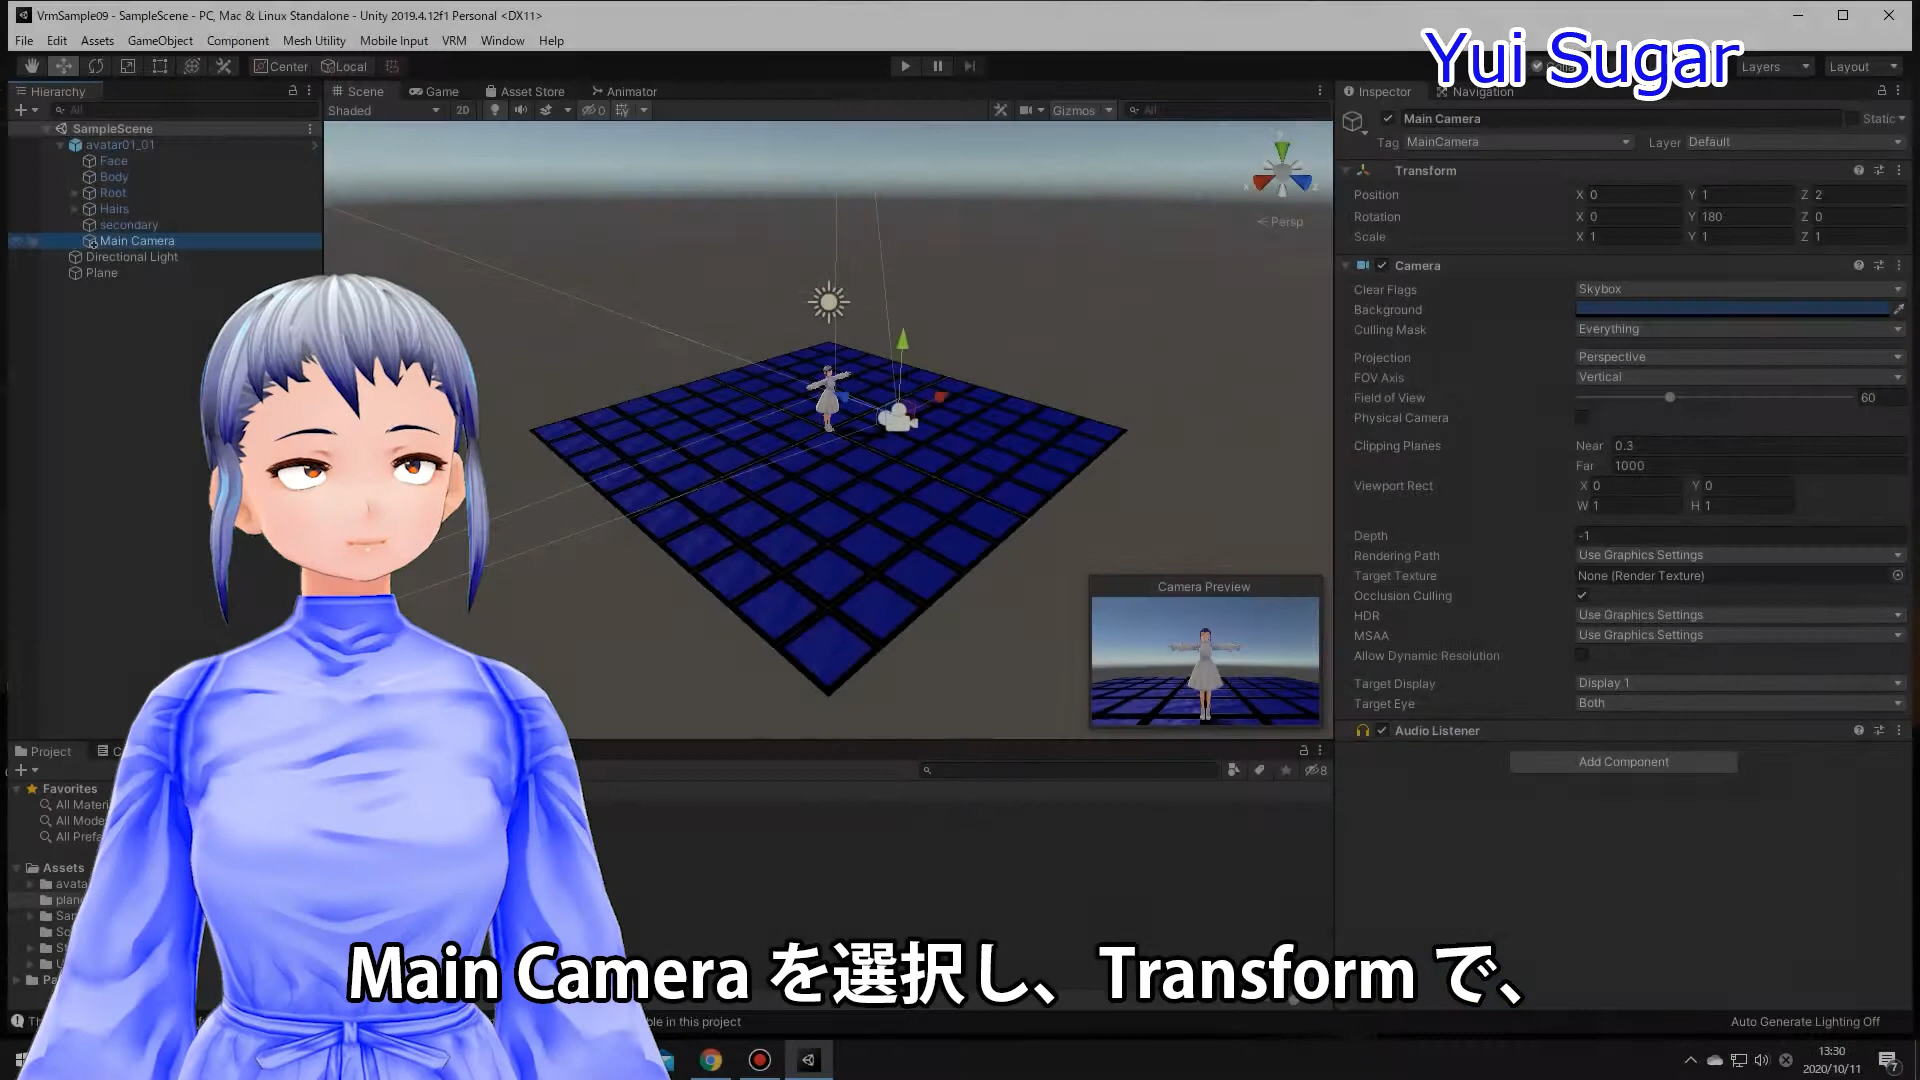 VrmSample09 - SampleScene - PC, Mac & Linux Standalone - Unity 2019.4.12f1 Personal <DX11>
File Edit Assets GameObject Component Mesh Utility Mobile Input VRM Window Help
Yui Sugar
Center Local
Layers Layout
Hierarchy
All
SampleScene
avatar01_01
Face
Body
Root
Hairs
secondary
Main Camera
Directional Light
Plane
Scene Game Asset Store Animator
Shaded 2D 0 Gizmos All
y
x z
Persp
Camera Preview
Inspector Navigation
Main Camera Static
Tag MainCamera Layer Default
Transform
Position X 0 Y 1 Z 2
Rotation X 0 Y 180 Z 0
Scale X 1 Y 1 Z 1
Camera
Clear Flags Skybox
Background
Culling Mask Everything
Projection Perspective
FOV Axis Vertical
Field of View 60
Physical Camera
Clipping Planes Near 0.3
Far 1000
Viewport Rect X 0 Y 0
W 1 H 1
Depth -1
Rendering Path Use Graphics Settings
Target Texture None (Render Texture)
Occlusion Culling
HDR Use Graphics Settings
MSAA Use Graphics Settings
Allow Dynamic Resolution
Target Display Display 1
Target Eye Both
Audio Listener
Add Component
Project
8
Favorites
All Materi
All Mode
All Prefa
Assets
avata
plan
Sa
Sc
St
Main Camera を選択し、Transform で、
ble in this project
Auto Generate Lighting Off
13:30
2020/10/11
7